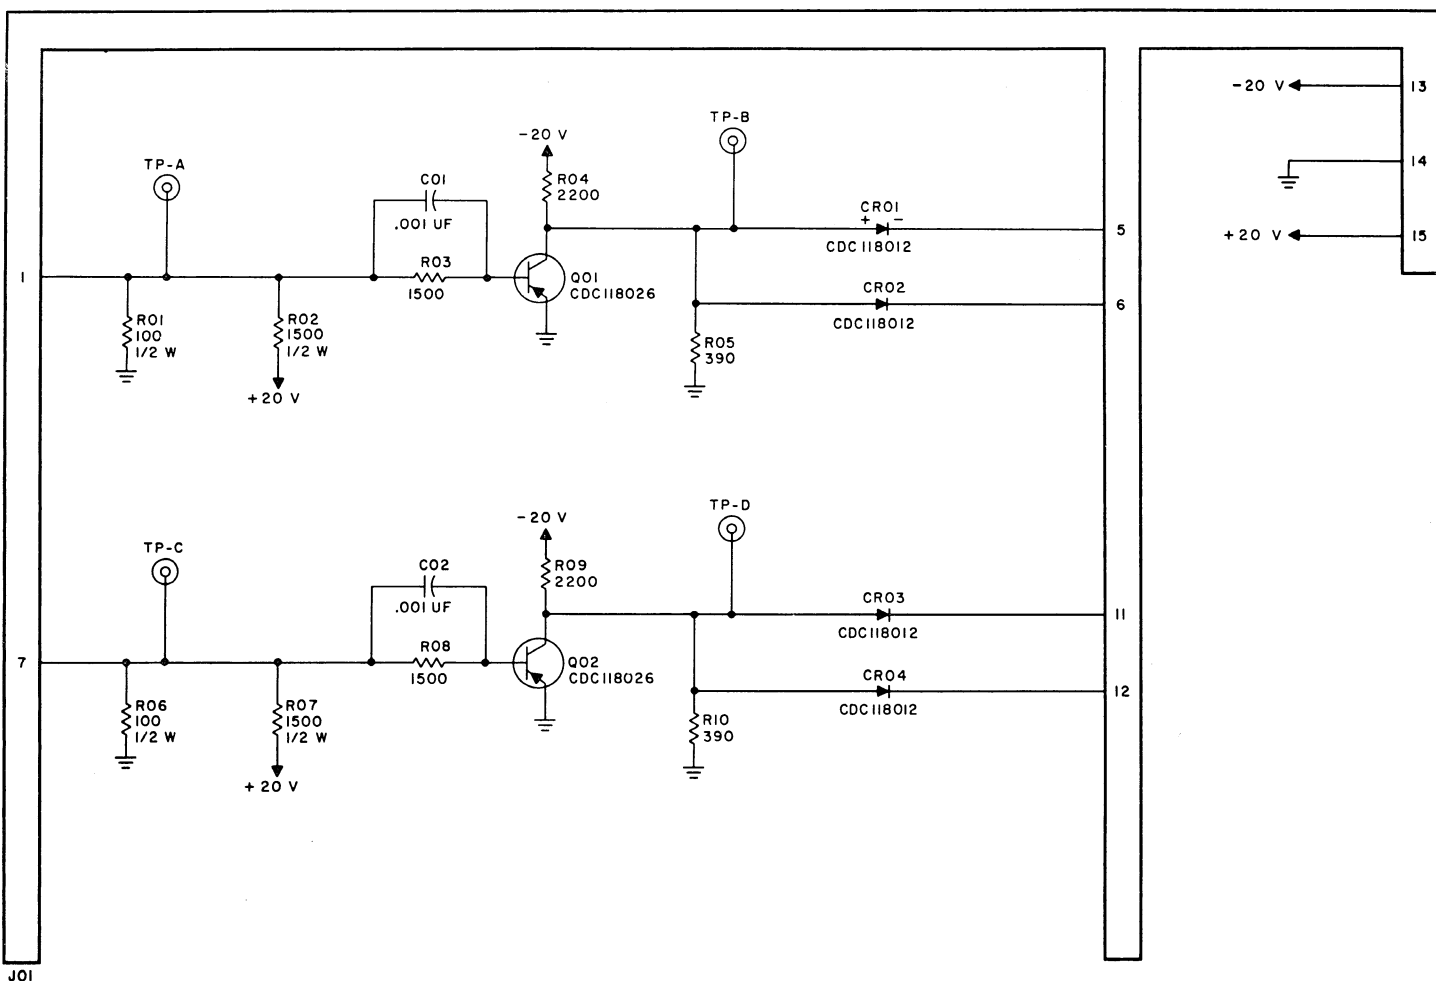 -20 V
13
14
+20 V
15
TP-A
C01
.001 UF
-20 V
R04
2200
TP-B
CR01
+ -
CDC118012
5
1
R03
1500
Q01
CDC118026
CR02
CDC118012
6
R01
100
1/2 W
R02
1500
1/2 W
+20 V
R05
390
TP-C
C02
.001 UF
-20 V
R09
2200
TP-D
CR03
CDC118012
11
7
R08
1500
Q02
CDC118026
CR04
CDC118012
12
R06
100
1/2 W
R07
1500
1/2 W
+20 V
R10
390
J01